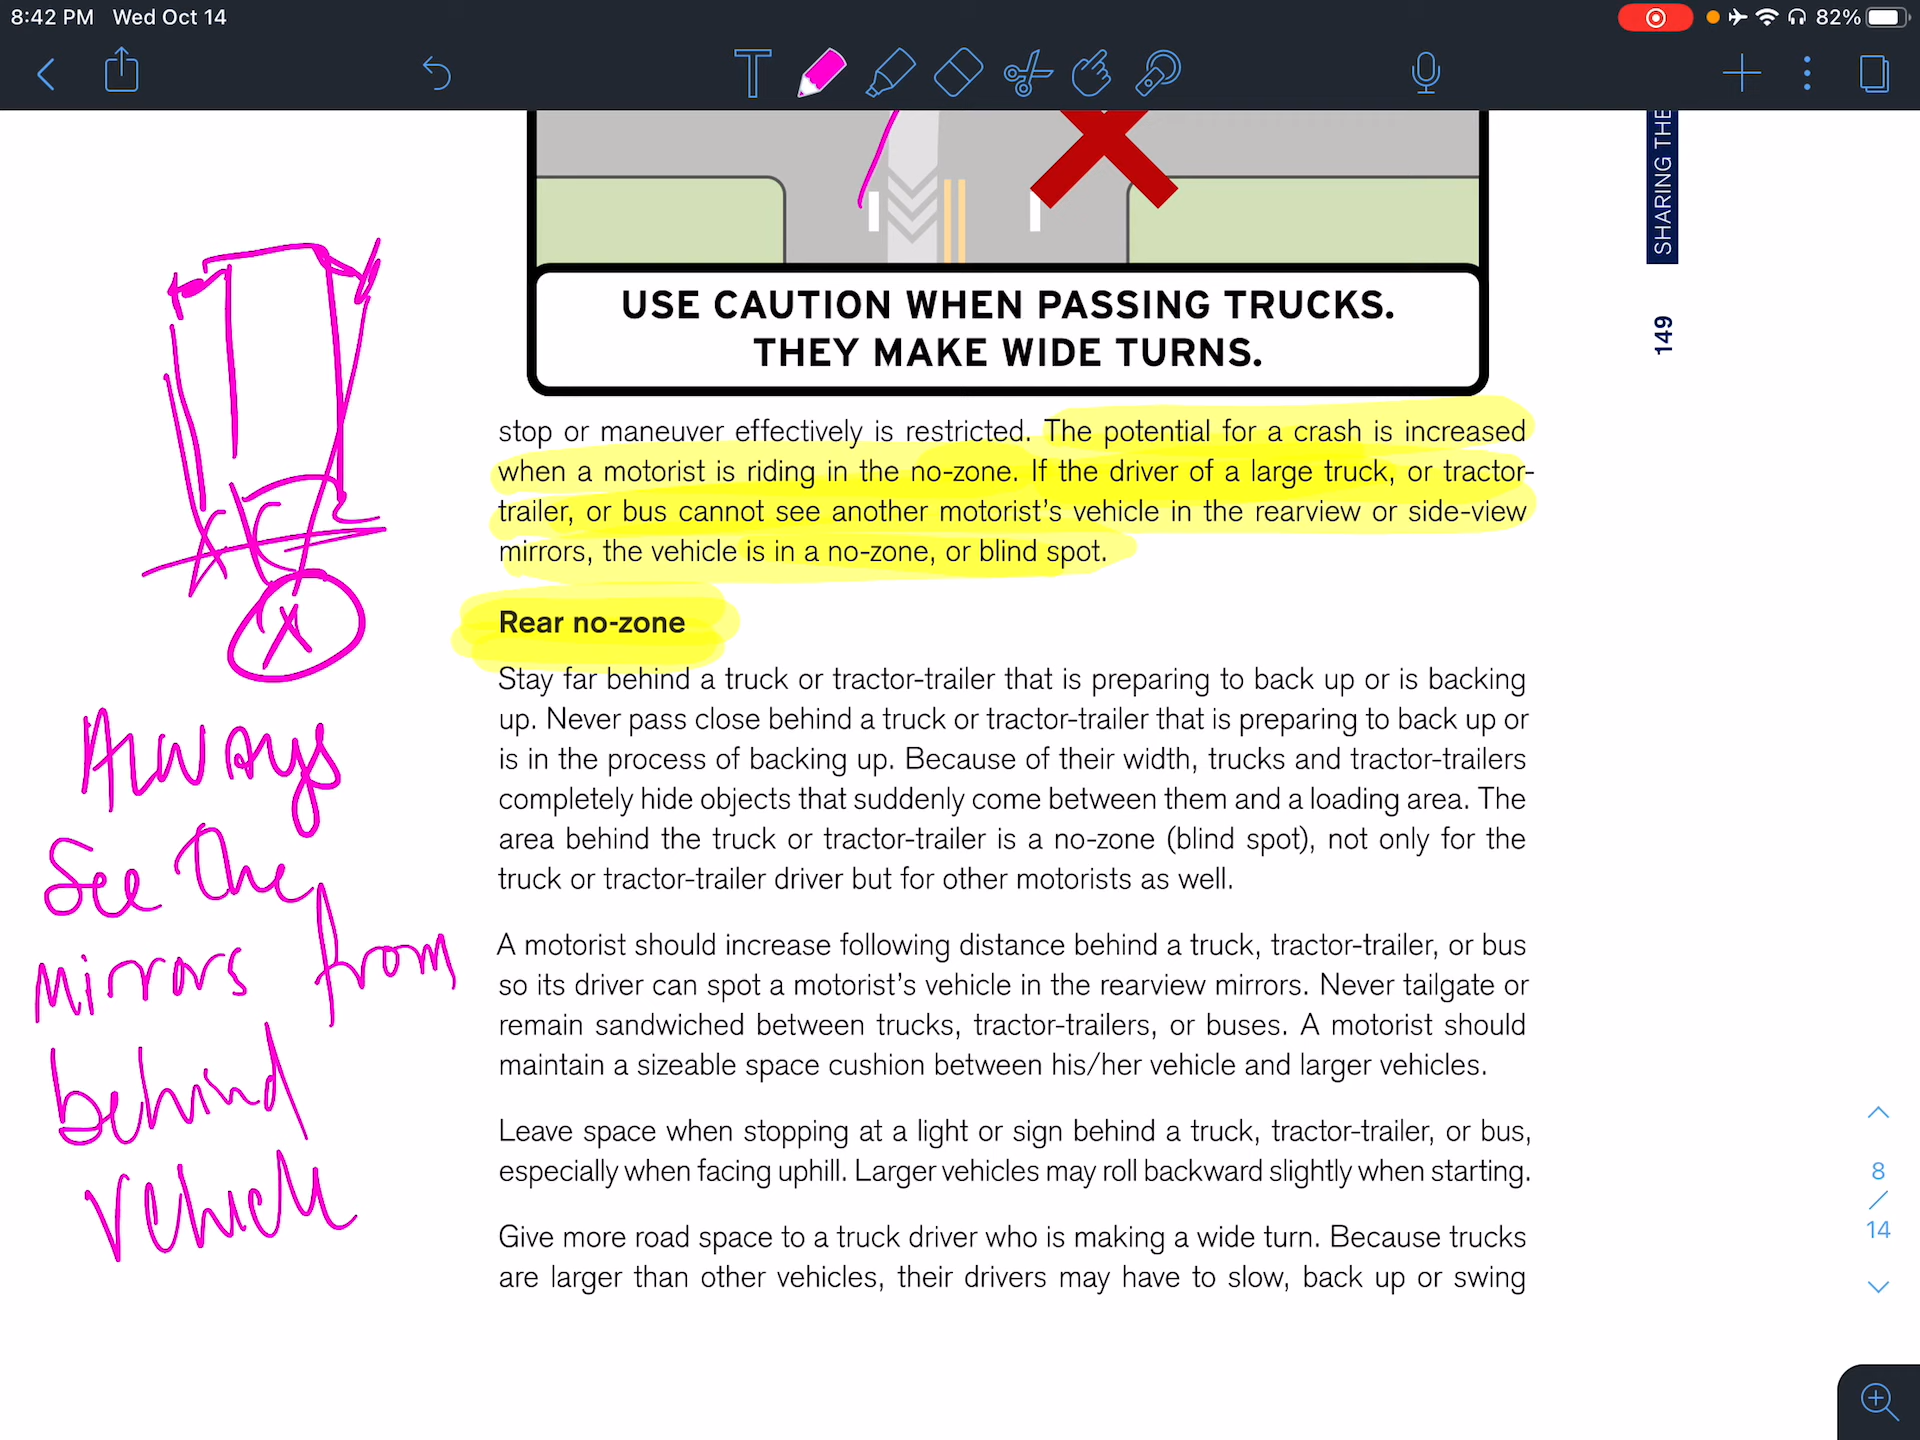 8:42 PM Wed Oct 14
82%
T
SHARING THE
149
USE CAUTION WHEN PASSING TRUCKS.
THEY MAKE WIDE TURNS.
stop or maneuver effectively is restricted. The potential for a crash is increased
when a motorist is riding in the no-zone. If the driver of a large truck, or tractor-
trailer, or bus cannot see another motorist's vehicle in the rearview or side-view
mirrors, the vehicle is in a no-zone, or blind spot.
Rear no-zone
Stay far behind a truck or tractor-trailer that is preparing to back up or is backing
up. Never pass close behind a truck or tractor-trailer that is preparing to back up or
is in the process of backing up. Because of their width, trucks and tractor-trailers
completely hide objects that suddenly come between them and a loading area. The
area behind the truck or tractor-trailer is a no-zone (blind spot), not only for the
truck or tractor-trailer driver but for other motorists as well.
A motorist should increase following distance behind a truck, tractor-trailer, or bus
so its driver can spot a motorist's vehicle in the rearview mirrors. Never tailgate or
remain sandwiched between trucks, tractor-trailers, or buses. A motorist should
maintain a sizeable space cushion between his/her vehicle and larger vehicles.
Leave space when stopping at a light or sign behind a truck, tractor-trailer, or bus,
especially when facing uphill. Larger vehicles may roll backward slightly when starting.
Give more road space to a truck driver who is making a wide turn. Because trucks
are larger than other vehicles, their drivers may have to slow, back up or swing
X
Always
See the
mirrors from
behind
vehicle
8
/
14